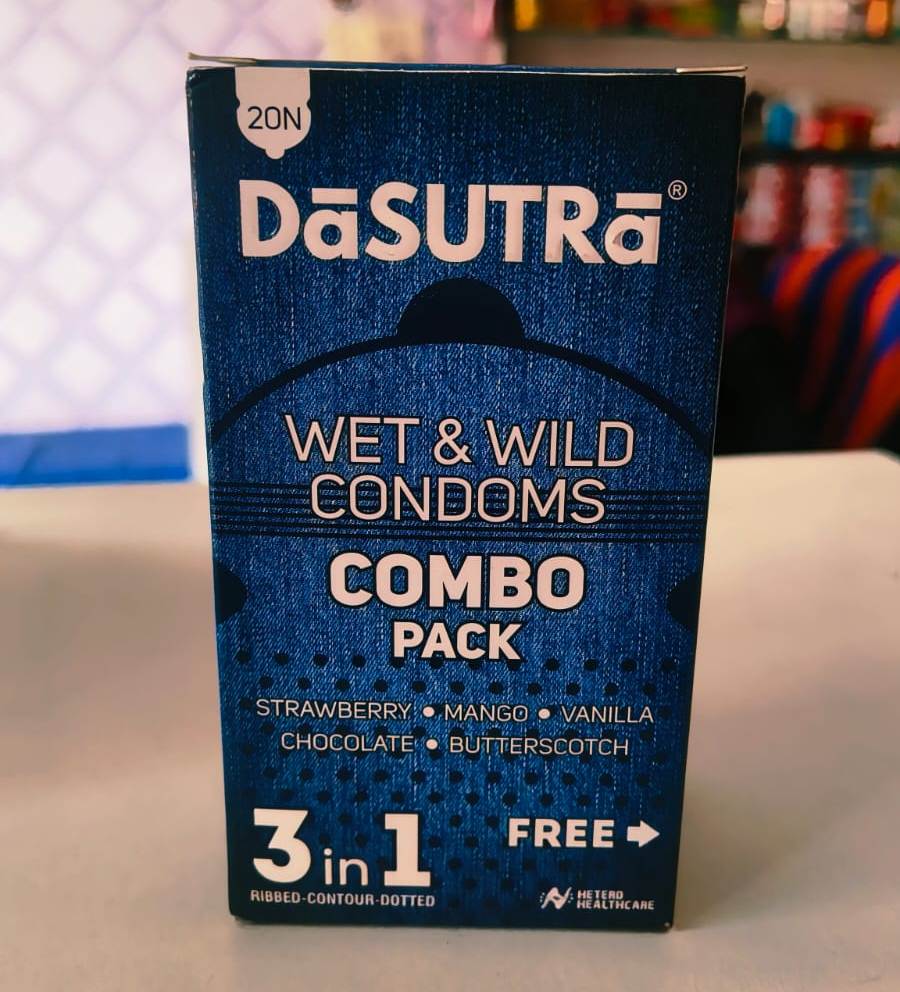 20N
DāSUTRā®
WET & WILD
CONDOMS
COMBO
PACK
STRAWBERRY • MANGO • VANILLA
CHOCOLATE • BUTTERSCOTCH
3 in 1
RIBBED-CONTOUR-DOTTED
FREE
HETERO
HEALTHCARE